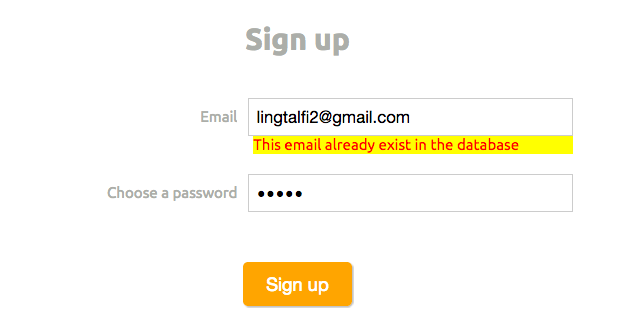 Sign up
Email lingtalfi2@gmail.com
This email already exist in the database
Choose a password •••••
Sign up